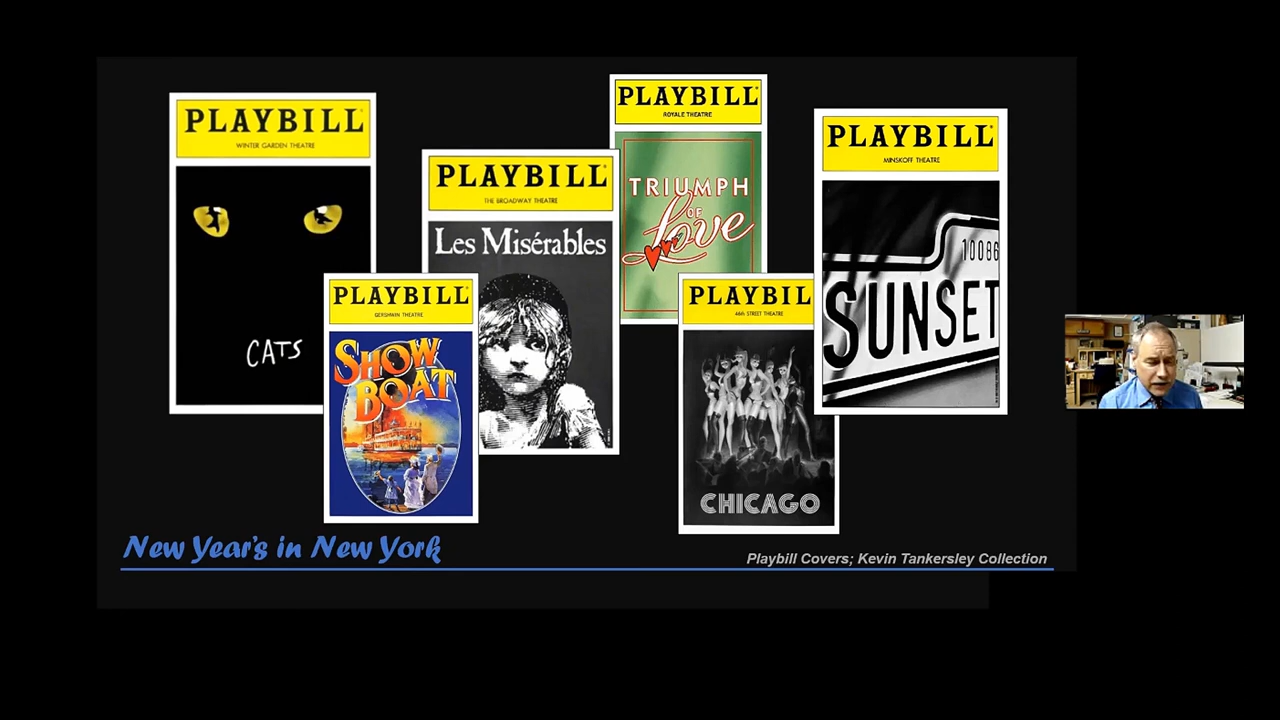 PLAYBILL
WINTER GARDEN THEATRE
CATS
PLAYBILL
GERSHWIN THEATRE
SHOW
BOAT
PLAYBILL
THE BROADWAY THEATRE
Les Misérables
PLAYBILL
ROYALE THEATRE
TRIUMPH
OF
Love
PLAYBIL
46th STREET THEATRE
CHICAGO
PLAYBILL
MINSKOFF THEATRE
10086
SUNSET
New Year's in New York
Playbill Covers; Kevin Tankersley Collection